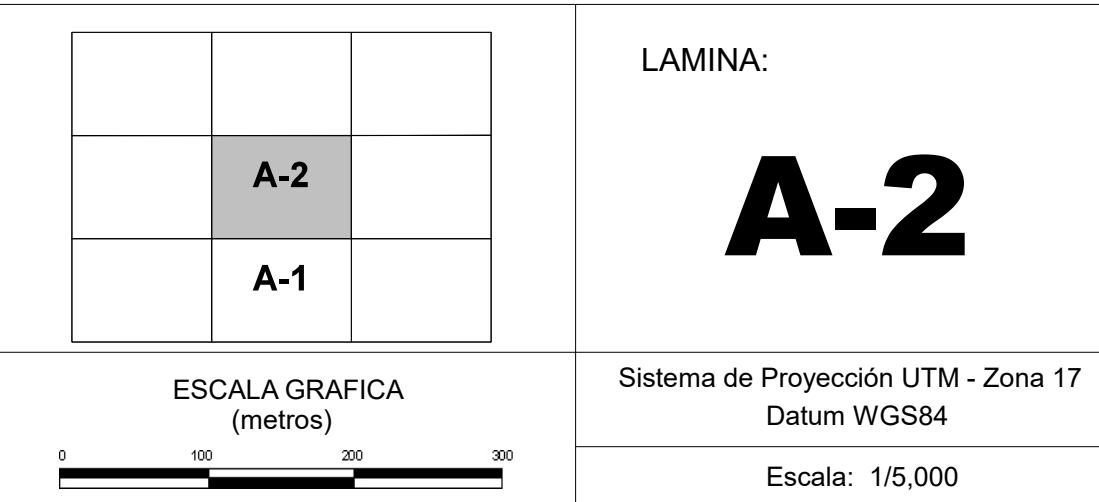 A-2
A-1
LAMINA:
A-2
ESCALA GRAFICA
(metros)
0 100 200 300
Sistema de Proyección UTM - Zona 17
Datum WGS84
Escala: 1/5,000